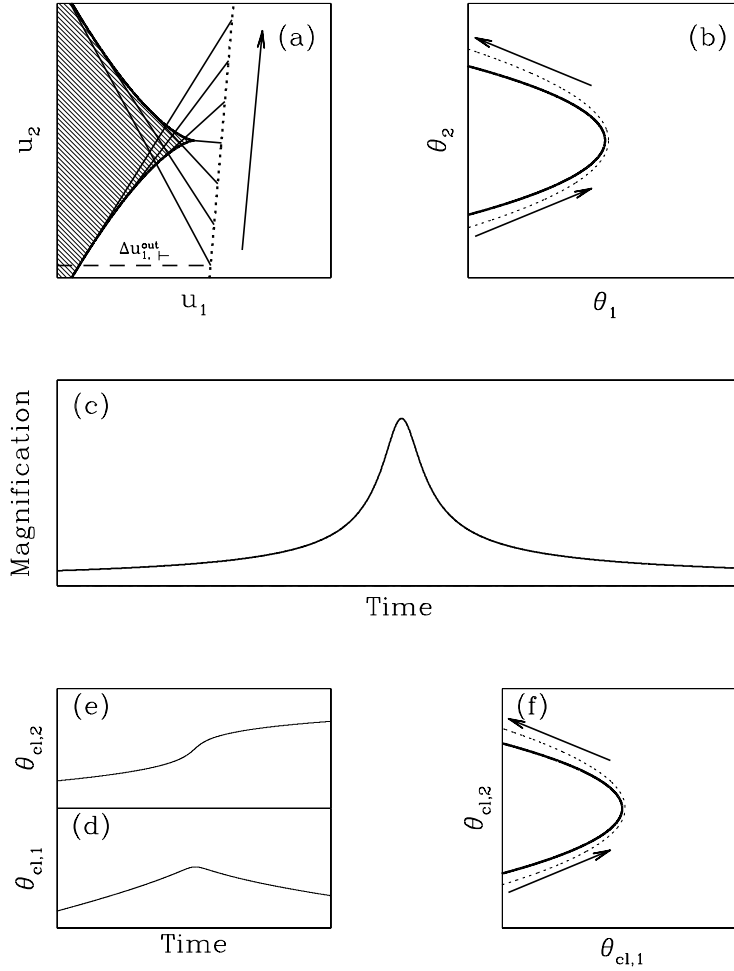 (a)
u₂
Δu₁,⊢ᵒᵘᵗ
u₁
(b)
θ₂
θ₁
(c)
Magnification
Time
(e)
θcl,2
(d)
θcl,1
Time
(f)
θcl,2
θcl,1